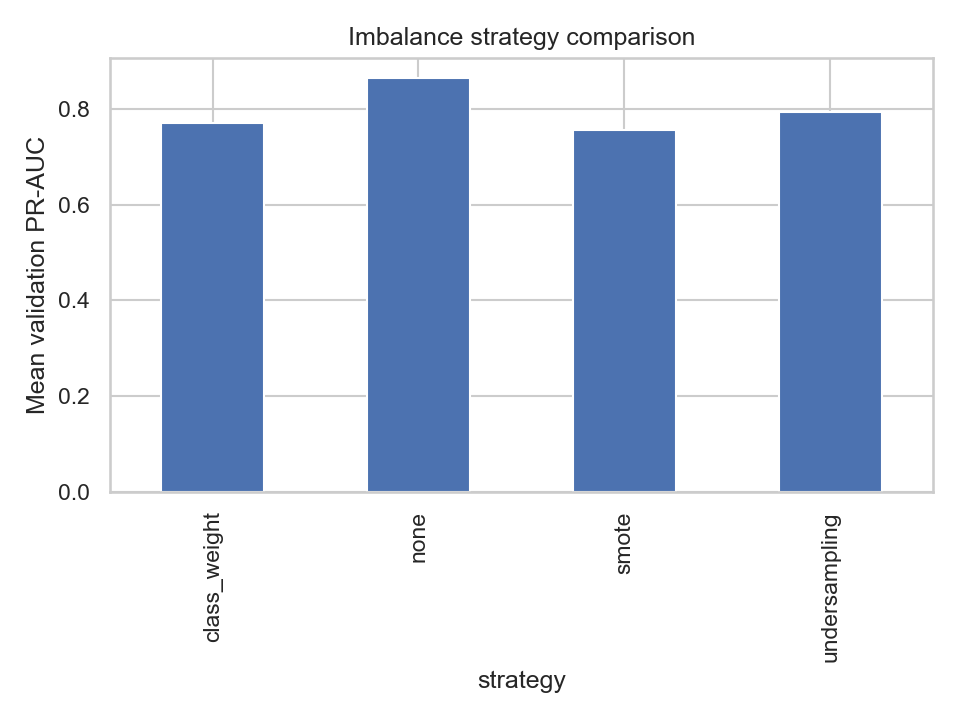 Imbalance strategy comparison
Mean validation PR-AUC
0.8
0.6
0.4
0.2
0.0
class_weight
none
smote
undersampling
strategy